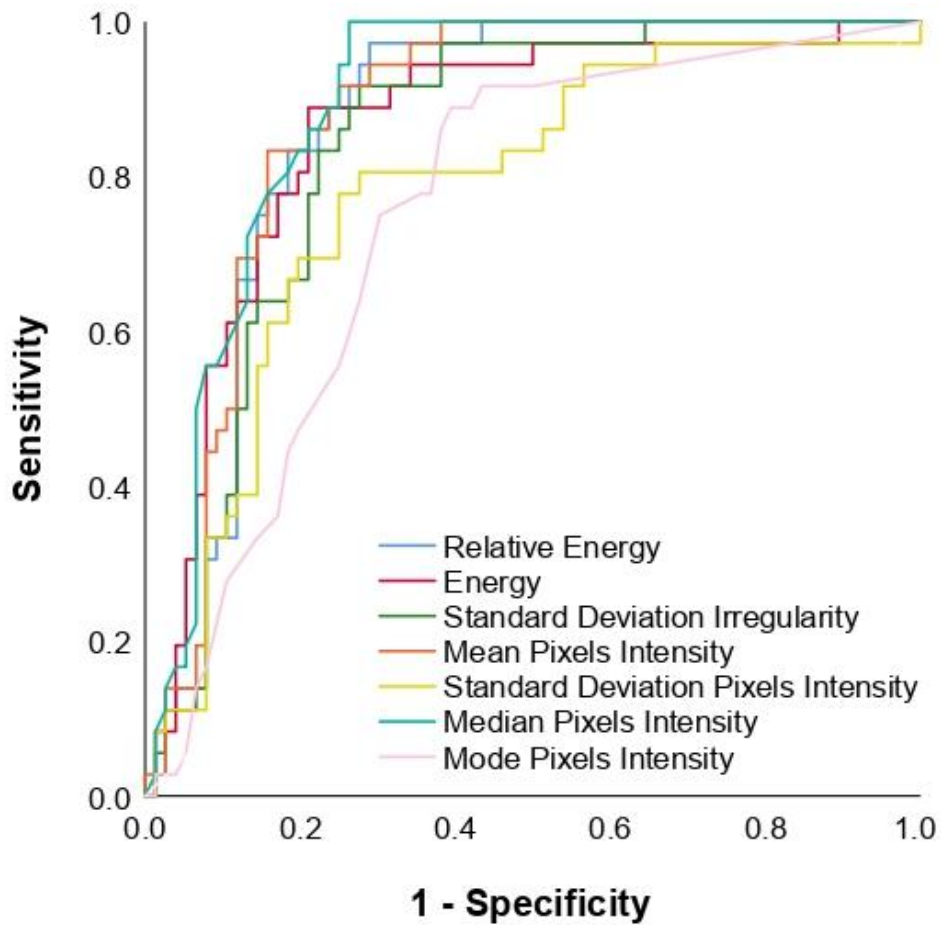 1.0
0.8
0.6
0.4
0.2
0.0
Sensitivity
Relative Energy
Energy
Standard Deviation Irregularity
Mean Pixels Intensity
Standard Deviation Pixels Intensity
Median Pixels Intensity
Mode Pixels Intensity
0.0 0.2 0.4 0.6 0.8 1.0
1 - Specificity